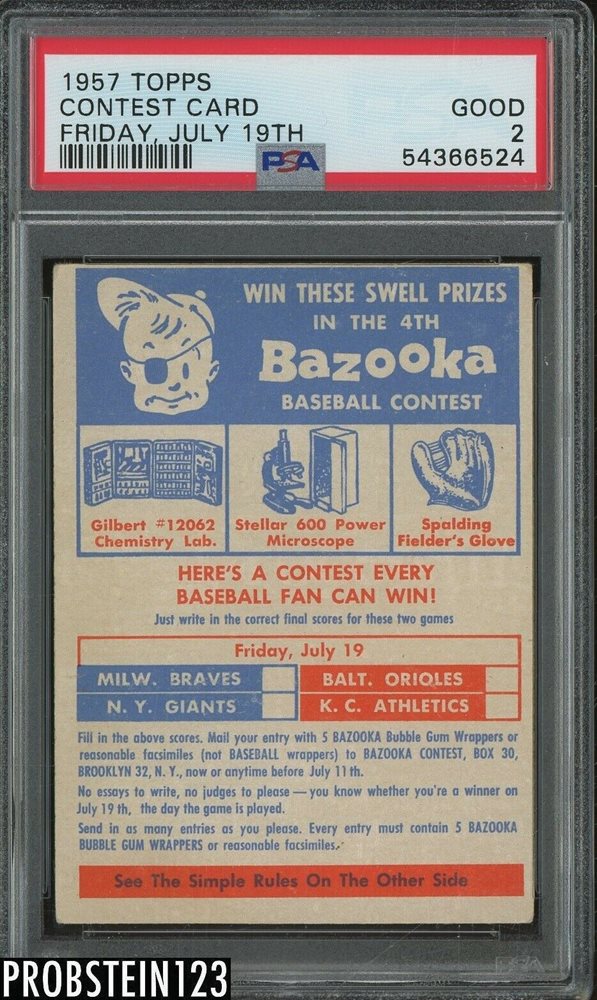 1957 TOPPS
CONTEST CARD GOOD
FRIDAY, JULY 19TH 2
PSA 54366524
WIN THESE SWELL PRIZES
IN THE 4TH
Bazooka
BASEBALL CONTEST
Gilbert #12062
Chemistry Lab.
Stellar 600 Power
Microscope
Spalding
Fielder's Glove
HERE'S A CONTEST EVERY
BASEBALL FAN CAN WIN!
Just write in the correct final scores for these two games
Friday, July 19
MILW. BRAVES BALT. ORIOLES
N. Y. GIANTS K. C. ATHLETICS
Fill in the above scores. Mail your entry with 5 BAZOOKA Bubble Gum Wrappers or
reasonable facsimiles (not BASEBALL wrappers) to BAZOOKA CONTEST, BOX 30,
BROOKLYN 32, N. Y., now or anytime before July 11 th.
No essays to write, no judges to please — you know whether you're a winner on
July 19 th, the day the game is played.
Send in as many entries as you please. Every entry must contain 5 BAZOOKA
BUBBLE GUM WRAPPERS or reasonable facsimiles.
See The Simple Rules On The Other Side
PROBSTEIN123